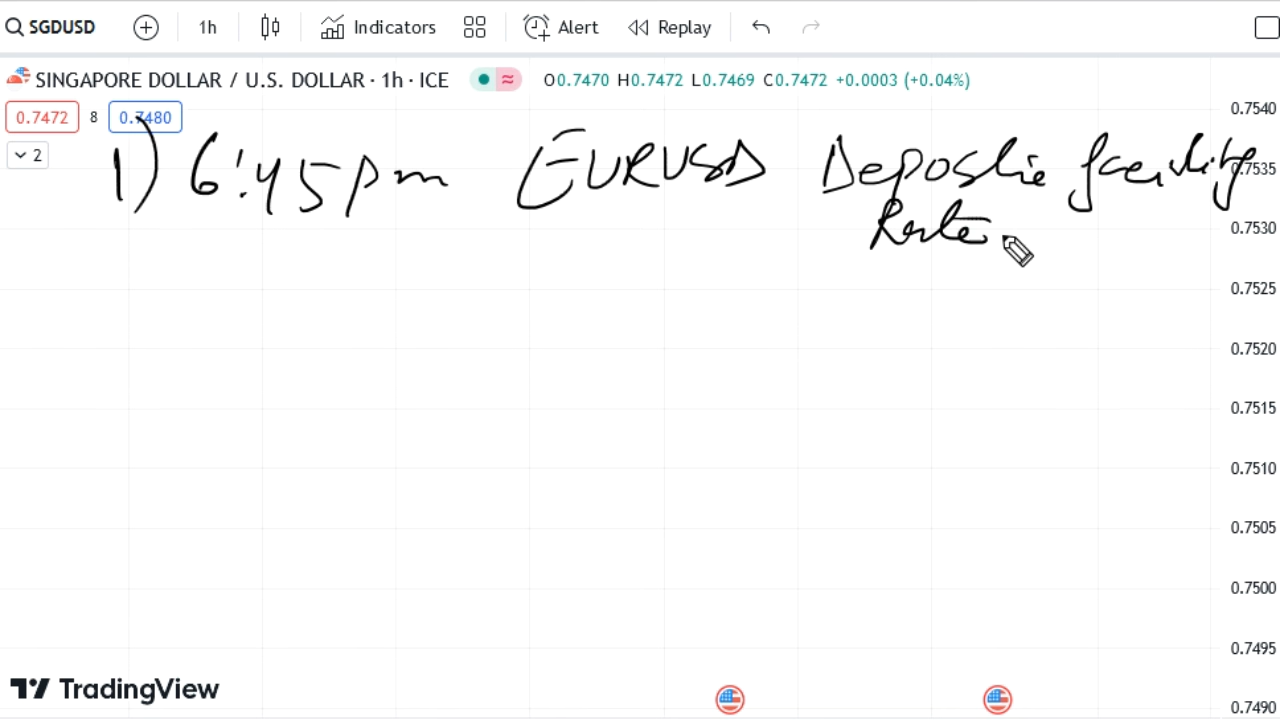 SGDUSD 1h Indicators Alert Replay
SINGAPORE DOLLAR / U.S. DOLLAR · 1h · ICE ≈ O0.7470 H0.7472 L0.7469 C0.7472 +0.0003 (+0.04%)
0.7472 8 0.7480
0.7540
2
1) 6:45pm EURUSD Deposite facility
0.7535
Rate
0.7530
0.7525
0.7520
0.7515
0.7510
0.7505
0.7500
0.7495
TradingView
0.7490